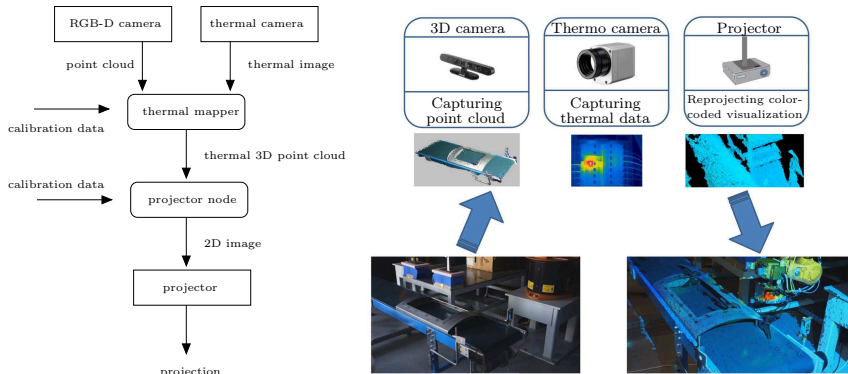 RGB-D camera
thermal camera
point cloud
thermal image
thermal mapper
calibration data
thermal 3D point cloud
calibration data
projector node
2D image
projector
projection
3D camera
Capturing
point cloud
Thermo camera
Capturing
thermal data
Projector
Reprojecting color-
coded visualization